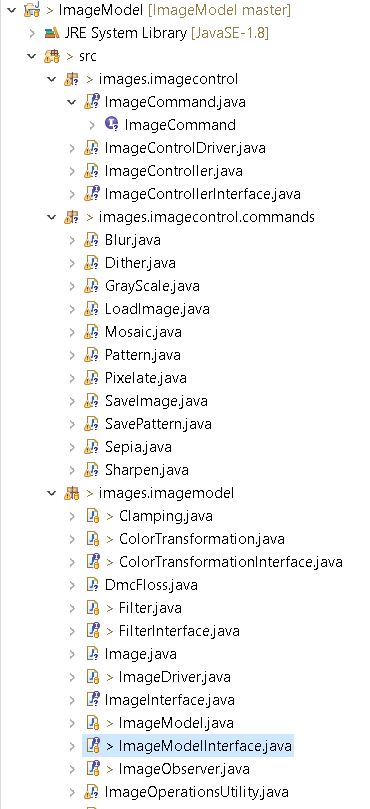 > ImageModel [ImageModel master]
JRE System Library [JavaSE-1.8]
> src
> images.imagecontrol
ImageCommand.java
ImageCommand
ImageControlDriver.java
ImageController.java
ImageControllerInterface.java
> images.imagecontrol.commands
Blur.java
Dither.java
GrayScale.java
LoadImage.java
Mosaic.java
Pattern.java
Pixelate.java
SaveImage.java
SavePattern.java
Sepia.java
Sharpen.java
> images.imagemodel
> Clamping.java
> ColorTransformation.java
> ColorTransformationInterface.java
DmcFloss.java
> Filter.java
> FilterInterface.java
Image.java
> ImageDriver.java
ImageInterface.java
> ImageModel.java
> ImageModelInterface.java
> ImageObserver.java
ImageOperationsUtility.java